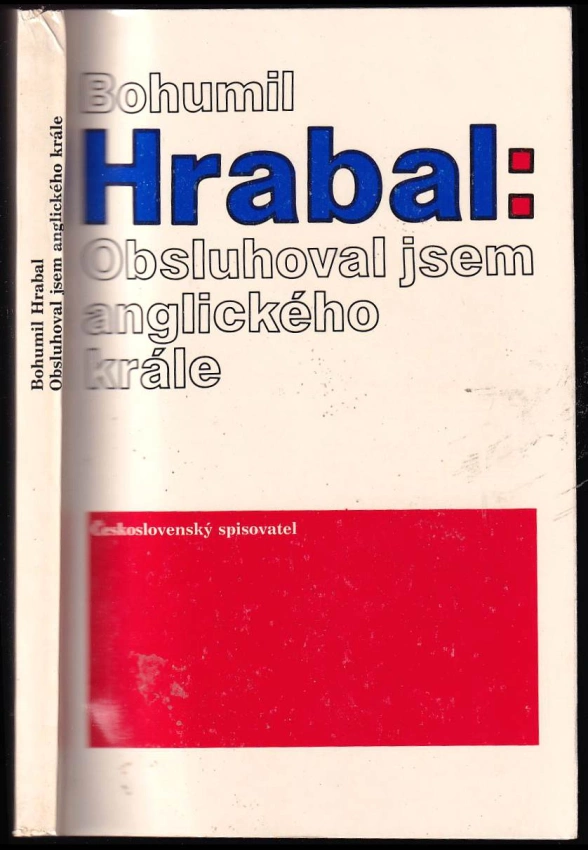 Bohumil Hrabal
Obsluhoval jsem anglického krále
Bohumil
Hrabal:
Obsluhoval jsem
anglického
krále
Československý spisovatel